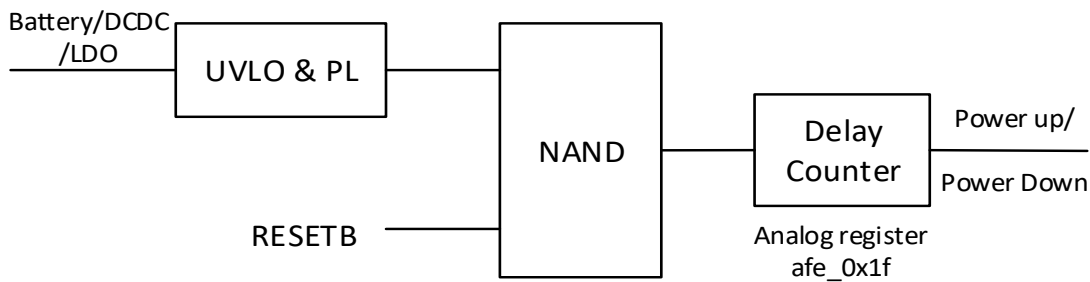 Battery/DCDC
/LDO
UVLO & PL
NAND
RESETB
Delay
Counter
Analog register
afe_0x1f
Power up/
Power Down